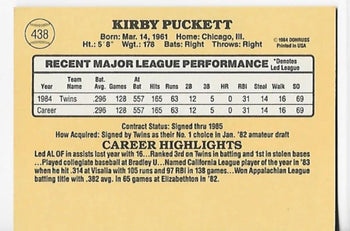 438
KIRBY PUCKETT
© 1984 DONRUSS
Printed in USA
Born: Mar. 14, 1961 Home: Chicago, Ill.
Ht.: 5'8" Wgt.: 178 Bats: Right Throws: Right
RECENT MAJOR LEAGUE PERFORMANCE *Denotes Led League
Year Team Name Bat. Avg. Games AB Runs Hits 2B 3B HR RBI Steal Walk SO
1984 Twins .296 128 557 63 165 12 5 0 31 14 16 69
Career .296 128 557 63 165 12 5 0 31 14 16 69
Contract Status: Signed thru 1985
How Acquired: Signed by Twins as their No. 1 choice in Jan. '82 amateur draft
CAREER HIGHLIGHTS
Led AL OF in assists last year with 16...Ranked 3rd on Twins in batting and 1st in stolen bases
...Played collegiate baseball at Bradley U...Named California League player of the year in '83
when he hit .314 at Visalia with 105 runs and 97 RBI in 138 games...Won Appalachian League
batting title with .382 avg. in 65 games at Elizabethton in '82.